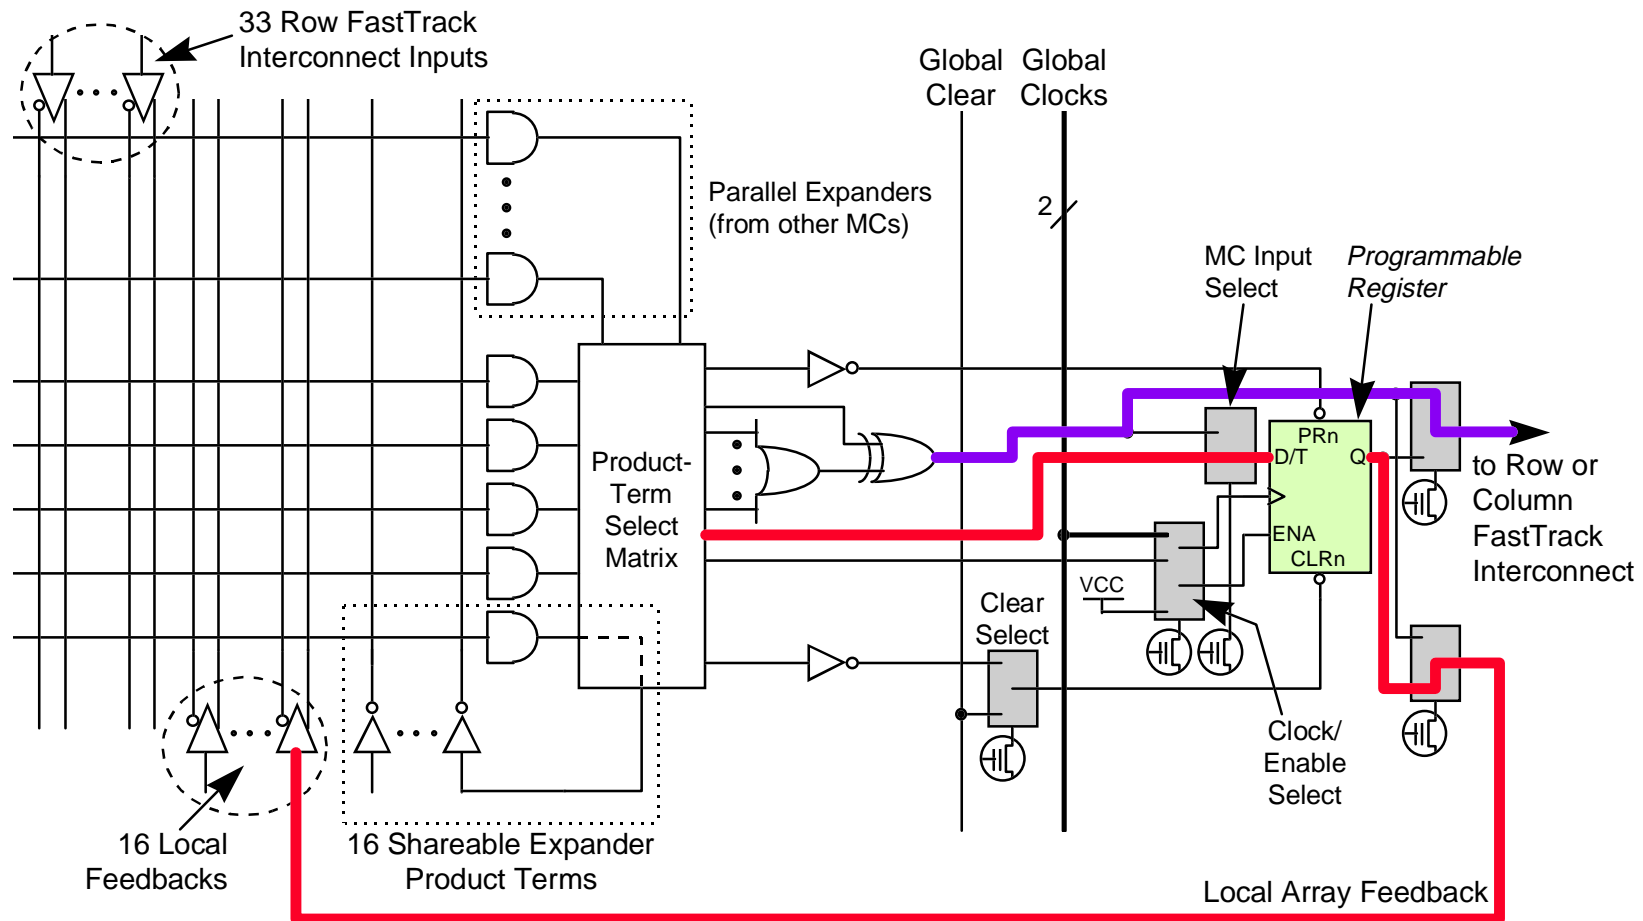 33 Row FastTrack
Interconnect Inputs
Global
Clear
Global
Clocks
Parallel Expanders
(from other MCs)
2
MC Input
Select
Programmable
Register
Product-
Term
Select
Matrix
PRn
D/T
Q
ENA
CLRn
to Row or
Column
FastTrack
Interconnect
VCC
Clear
Select
Clock/
Enable
Select
16 Local
Feedbacks
16 Shareable Expander
Product Terms
Local Array Feedback